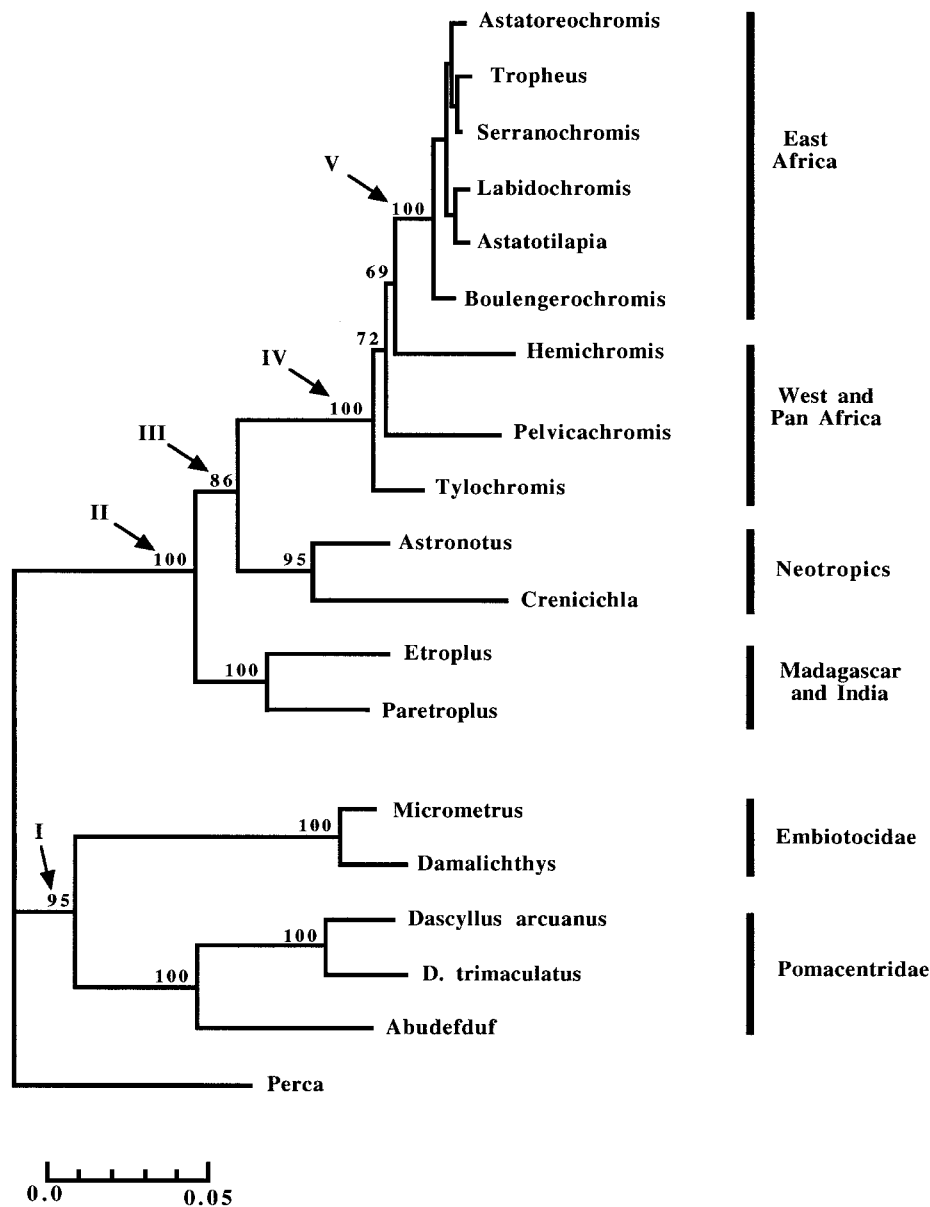 Astatoreochromis
Tropheus
Serranochromis
East
Africa
V
Labidochromis
100
Astatotilapia
69
Boulengerochromis
72
Hemichromis
IV
100
West and
Pan Africa
Pelvicachromis
III
86
Tylochromis
II
100
Astronotus
95
Neotropics
Crenicichla
Etroplus
100
Madagascar
and India
Paretroplus
Micrometrus
100
I
Embiotocidae
Damalichthys
95
Dascyllus arcuanus
100
D. trimaculatus
100
Pomacentridae
Abudefduf
Perca
0.0 0.05